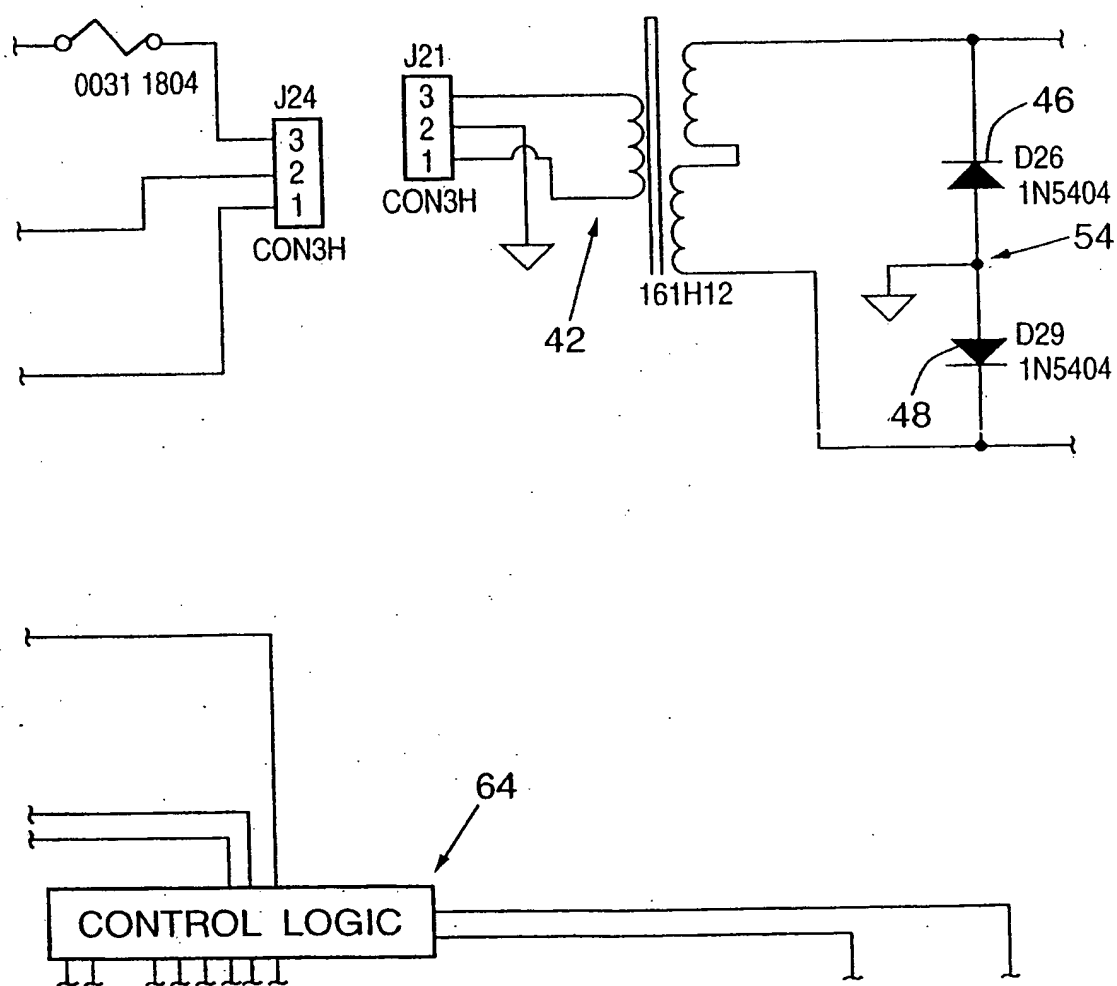 0031 1804
J24
3
2
1
CON3H
J21
3
2
1
CON3H
42
161H12
46
D26
1N5404
54
D29
1N5404
48
64
CONTROL LOGIC